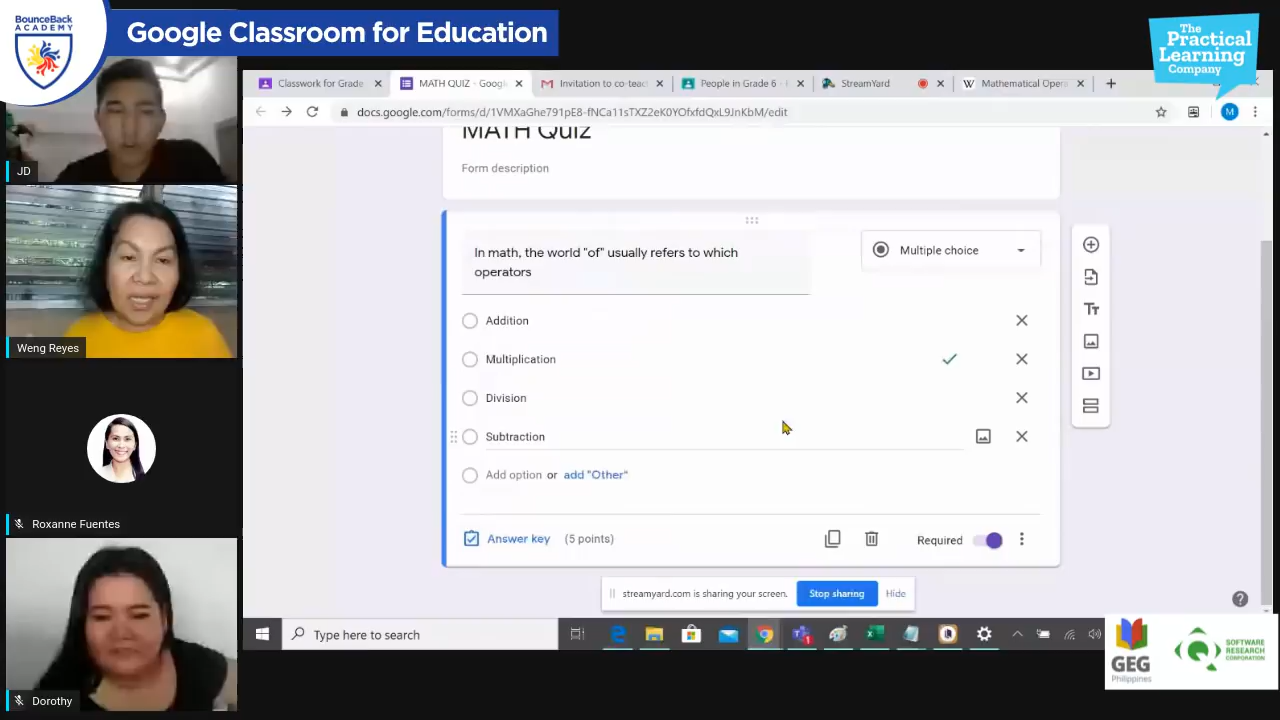 BounceBack
ACADEMY
Google Classroom for Education
The
Practical
Learning
Company
Classwork for Grade
MATH QUIZ - Google
Invitation to co-teac
People in Grade 6 -
StreamYard
Mathematical Opera
docs.google.com/forms/d/1VMXaGhe791pE8-fNCa11sTXZ2eK0YOfxfdQxL9JnKbM/edit
M
JD
MATH Quiz
Form description
In math, the world "of" usually refers to which
operators
Multiple choice
Addition
Multiplication
Division
Subtraction
Add option or add "Other"
Answer key (5 points)
Required
Weng Reyes
Roxanne Fuentes
Dorothy
streamyard.com is sharing your screen.
Stop sharing
Hide
Type here to search
GEG
Philippines
SOFTWARE
RESEARCH
CORPORATION